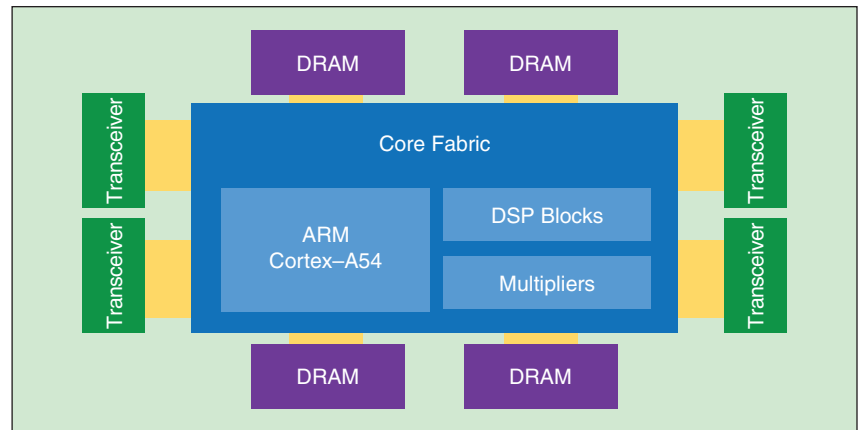 DRAM
DRAM
Transceiver
Transceiver
Core Fabric
ARM
Cortex–A54
DSP Blocks
Multipliers
Transceiver
Transceiver
DRAM
DRAM